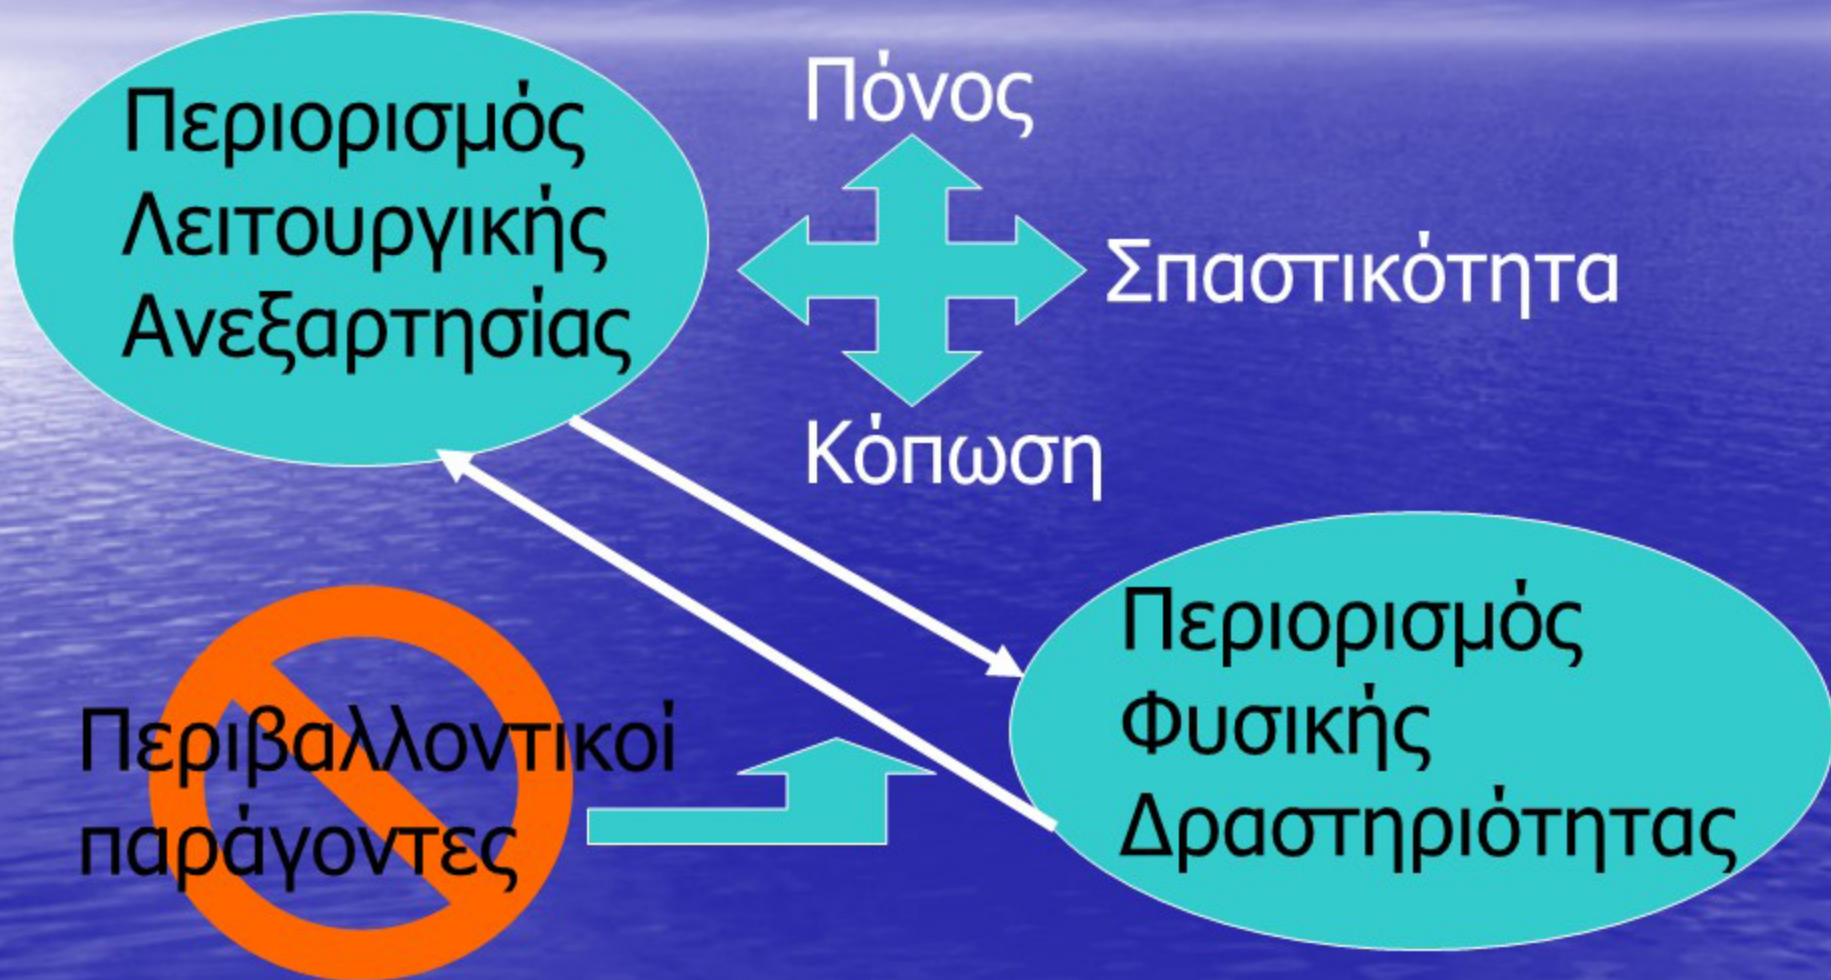 Περιορισμός
Λειτουργικής
Ανεξαρτησίας
Πόνος
Σπαστικότητα
Κόπωση
Περιβαλλοντικοί
παράγοντες
Περιορισμός
Φυσικής
Δραστηριότητας